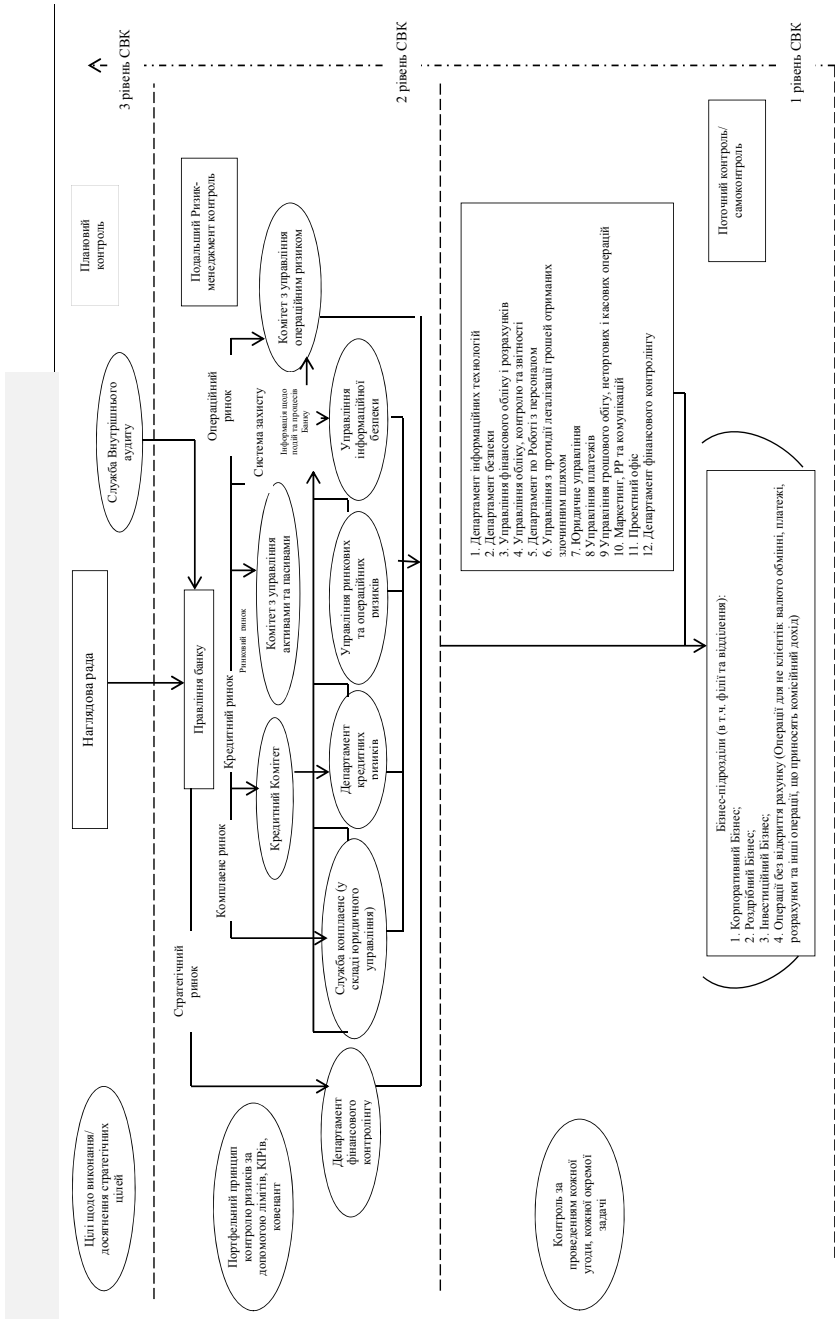 Цілі щодо виконання/
досягнення стратегічних
цілей
Наглядова рада
Служба Внутрішнього
аудиту
Плановий
контроль
3 рівень СВК
Портфельний принцип
контролю ризиків за
допомогою лімітів, КІРів,
ковенант
Стратегічний
ринок
Правління банку
Комплаенс ринок
Кредитний ринок
Ринковий ринок
Операційний
ринок
Система захисту
Інформація щодо
подій та процесів
Банку
Подальший Ризик-
менеджмент контроль
Кредитний Комітет
Комітет з управління
активами та пасивами
Комітет з управління
операційним ризиком
Департамент
фінансового
контролінгу
Служба конплаенс (у
складі юридичного
управління)
Департамент
кредитних
ризиків
Управління ринкових
та операційних
ризиків
Управління
інформаційної
безпеки
2 рівень СВК
Контроль за
проведенням кожної
угоди, кожної окремої
задачі
1. Департамент інформаційних технологій
2. Департамент безпеки
3. Управління фінансового обліку і розрахунків
4. Управління обліку, контролю та звітності
5. Департамент по Роботі з персоналом
6. Управління з протидії легалізації грошей отриманих
злочинним шляхом
7. Юридичне управління
8 Управління платежів
9 Управління грошового обігу, неторгових і касових операцій
10. Маркетинг, РР та комунікацій
11. Проектний офіс
12. Департамент фінансового контролінгу
Бізнес-підрозділи (в т.ч. філії та відділення):
1. Корпоративний Бізнес;
2. Роздрібний Бізнес;
3. Інвестиційний Бізнес;
4. Операції без відкриття рахунку (Операції для не клієнтів: валюто обмінні, платежі,
розрахунки та інші операції, що приносять комісійний дохід)
Поточний контроль/
самоконтроль
1 рівень СВК